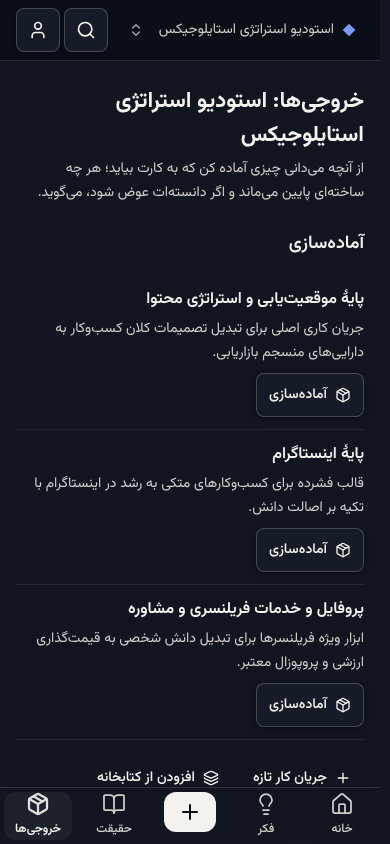 استودیو استراتژی استایلوجیکس
خروجی‌ها: استودیو استراتژی
استایلوجیکس
از آنچه می‌دانی چیزی آماده کن که به کارت بیاید؛ هر چه
ساخته‌ای پایین می‌ماند و اگر دانسته‌ات عوض شود، می‌گوید.
آماده‌سازی
پایهٔ موقعیت‌یابی و استراتژی محتوا
جریان کاری اصلی برای تبدیل تصمیمات کلان کسب‌وکار به
دارایی‌های منسجم بازاریابی.
آماده‌سازی
پایهٔ اینستاگرام
قالب فشرده برای کسب‌وکارهای متکی به رشد در اینستاگرام با
تکیه بر اصالت دانش.
آماده‌سازی
پروفایل و خدمات فریلنسری و مشاوره
ابزار ویژه فریلنسرها برای تبدیل دانش شخصی به قیمت‌گذاری
ارزشی و پروپوزال معتبر.
آماده‌سازی
جریان کار تازه
افزودن از کتابخانه
خانه
فکر
حقیقت
خروجی‌ها